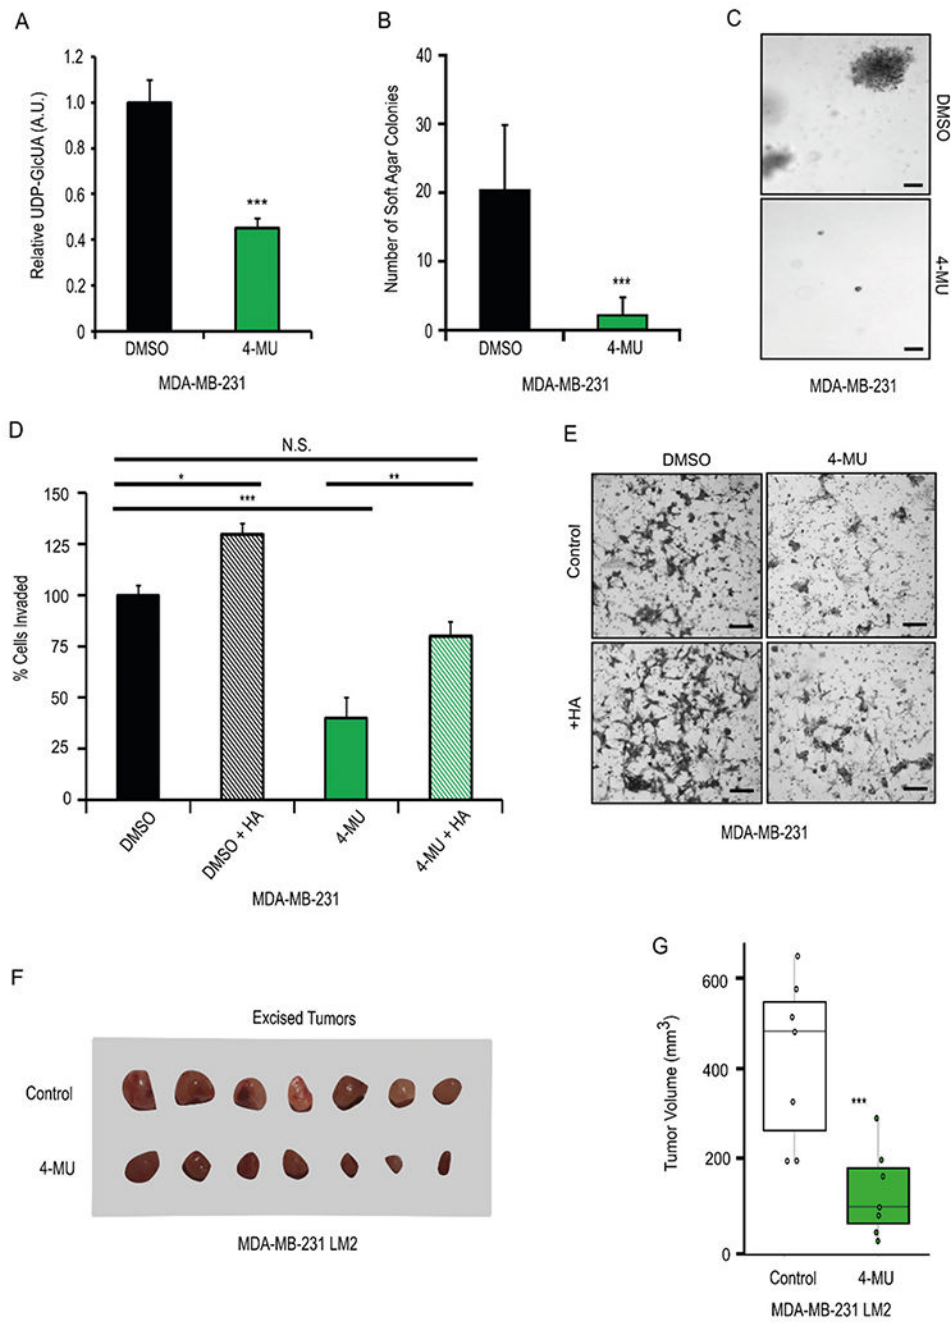 A
Relative UDP-GlcUA (A.U.)
1.2
1.0
0.8
0.6
0.4
0.2
0
***
DMSO
4-MU
MDA-MB-231
B
Number of Soft Agar Colonies
40
30
20
10
0
***
DMSO
4-MU
MDA-MB-231
C
DMSO
4-MU
MDA-MB-231
D
N.S.
*
**
***
% Cells Invaded
150
125
100
75
50
25
0
DMSO
DMSO + HA
4-MU
4-MU + HA
MDA-MB-231
E
DMSO
4-MU
Control
+HA
MDA-MB-231
F
Excised Tumors
Control
4-MU
MDA-MB-231 LM2
G
Tumor Volume (mm3)
600
400
200
0
***
Control
4-MU
MDA-MB-231 LM2